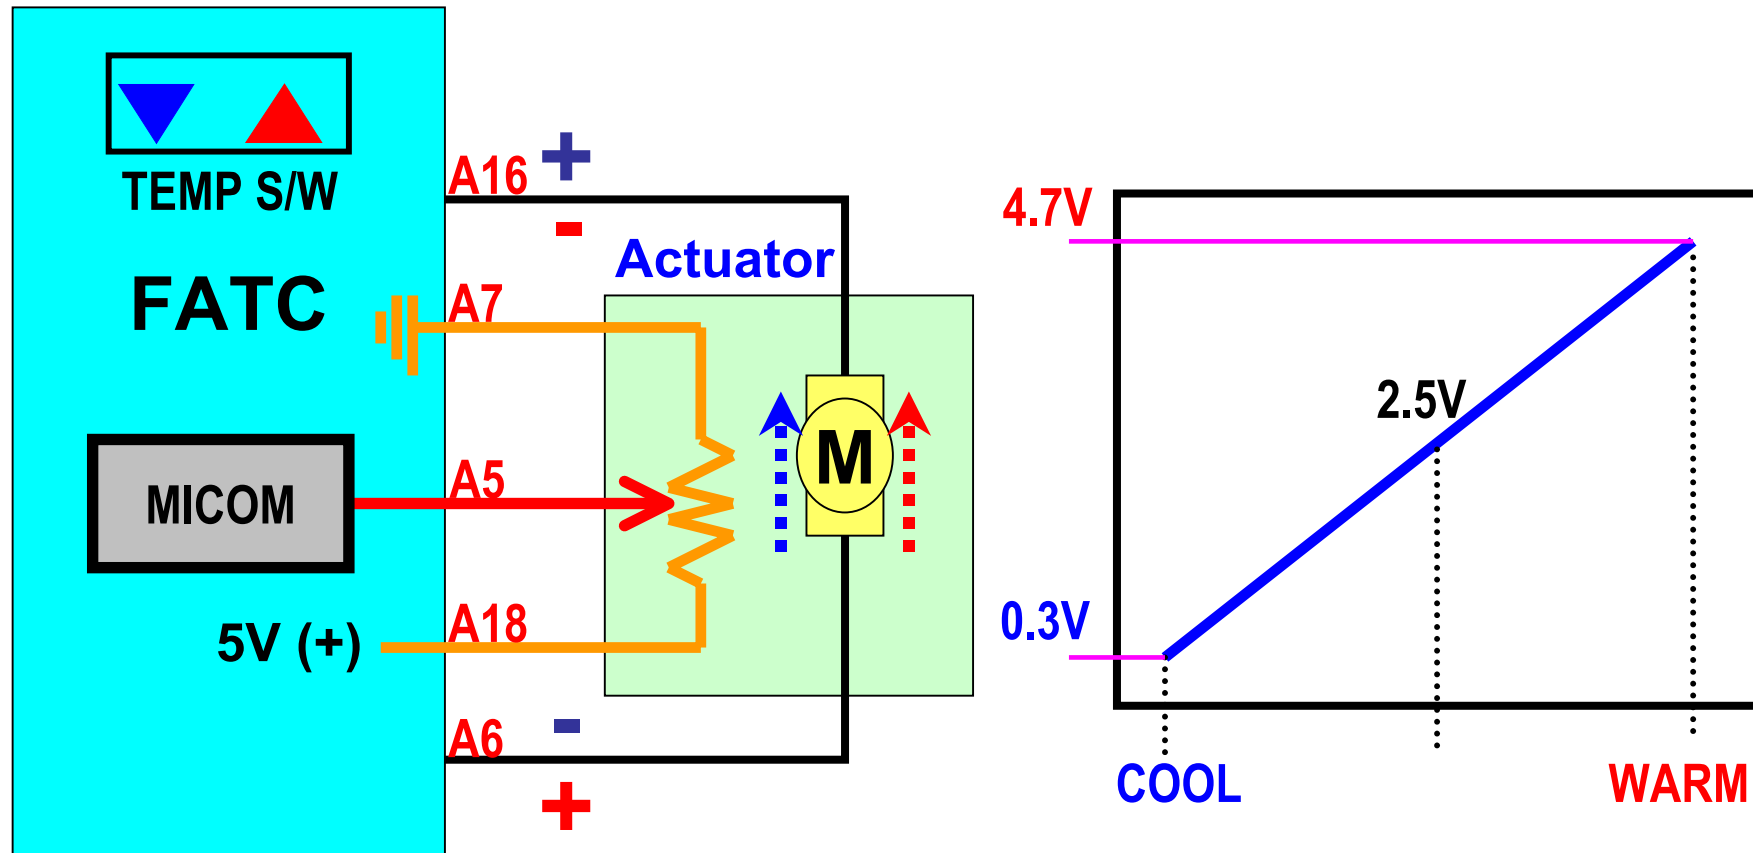 TEMP S/W
FATC
MICOM
5V (+)
A16
+
-
A7
A5
A18
A6
-
+
Actuator
M
4.7V
2.5V
0.3V
COOL
WARM